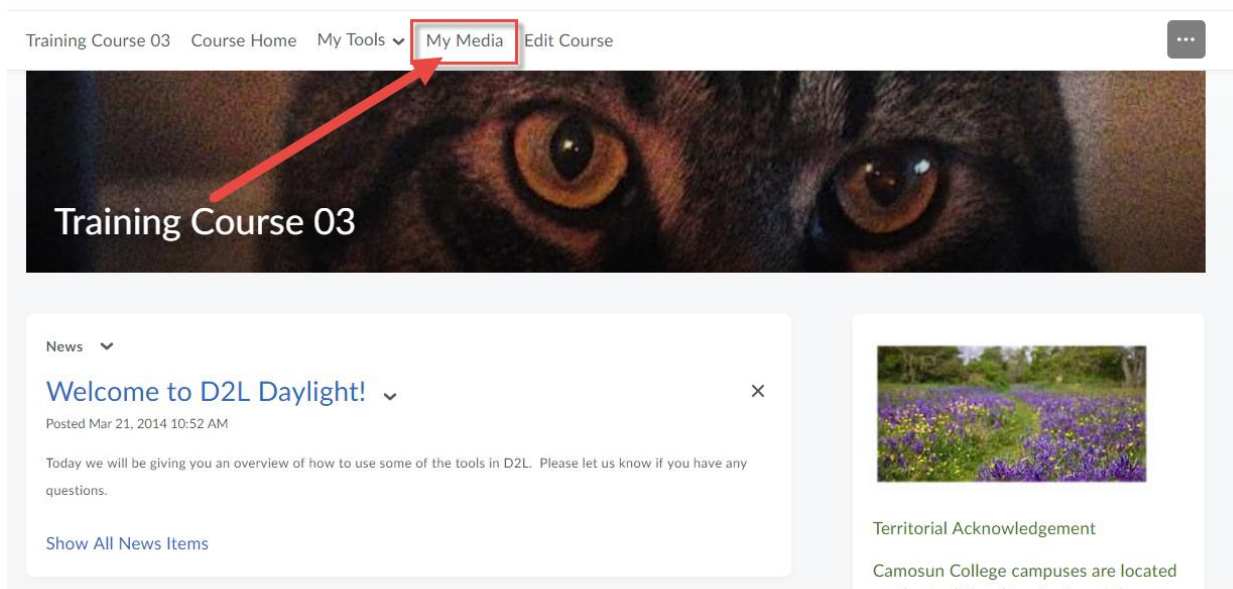 Training Course 03 Course Home My Tools My Media Edit Course
Training Course 03
News
Welcome to D2L Daylight!
Posted Mar 21, 2014 10:52 AM
Today we will be giving you an overview of how to use some of the tools in D2L. Please let us know if you have any
questions.
Show All News Items
Territorial Acknowledgement
Camosun College campuses are located